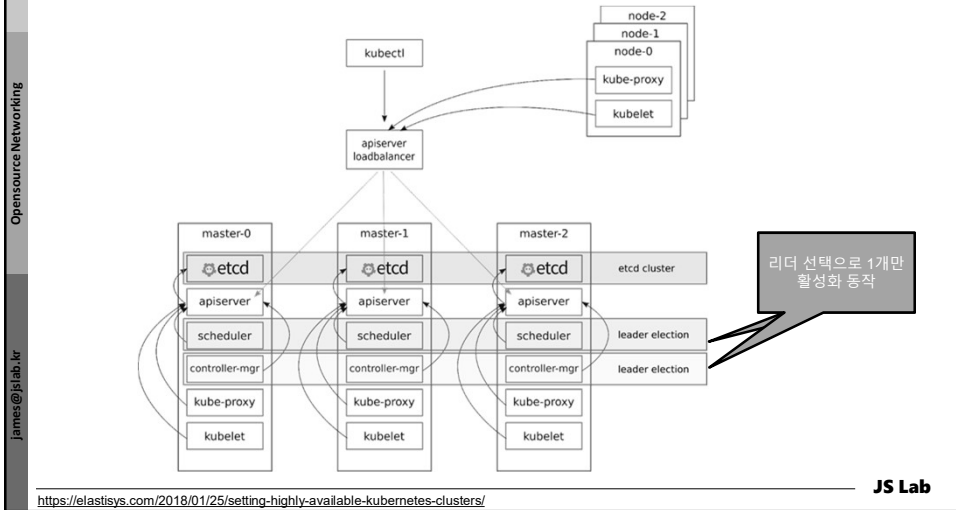 Opensource Networking
james@jslab.kr
kubectl
node-2
node-1
node-0
kube-proxy
kubelet
apiserver
loadbalancer
master-0
etcd
apiserver
scheduler
controller-mgr
kube-proxy
kubelet
master-1
etcd
apiserver
scheduler
controller-mgr
kube-proxy
kubelet
master-2
etcd
apiserver
scheduler
controller-mgr
kube-proxy
kubelet
etcd cluster
leader election
leader election
리더 선택으로 1개만
활성화 동작
https://elastisys.com/2018/01/25/setting-highly-available-kubernetes-clusters/
JS Lab